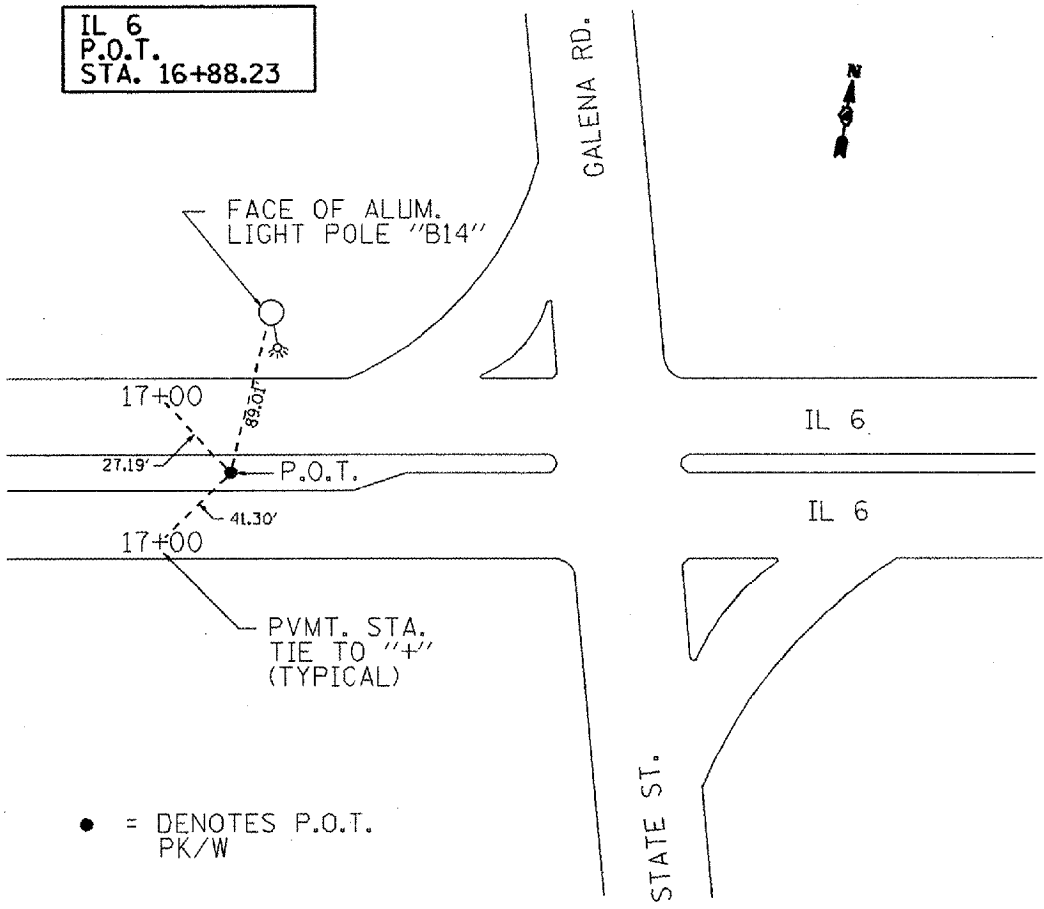 IL 6
P.O.T.
STA. 16+88.23
GALENA RD.
N
FACE OF ALUM.
LIGHT POLE "B14"
17+00
89.01'
IL 6
27.19'
P.O.T.
IL 6
41.30'
17+00
PVMT. STA.
TIE TO "+"
(TYPICAL)
STATE ST.
= DENOTES P.O.T.
PK/W